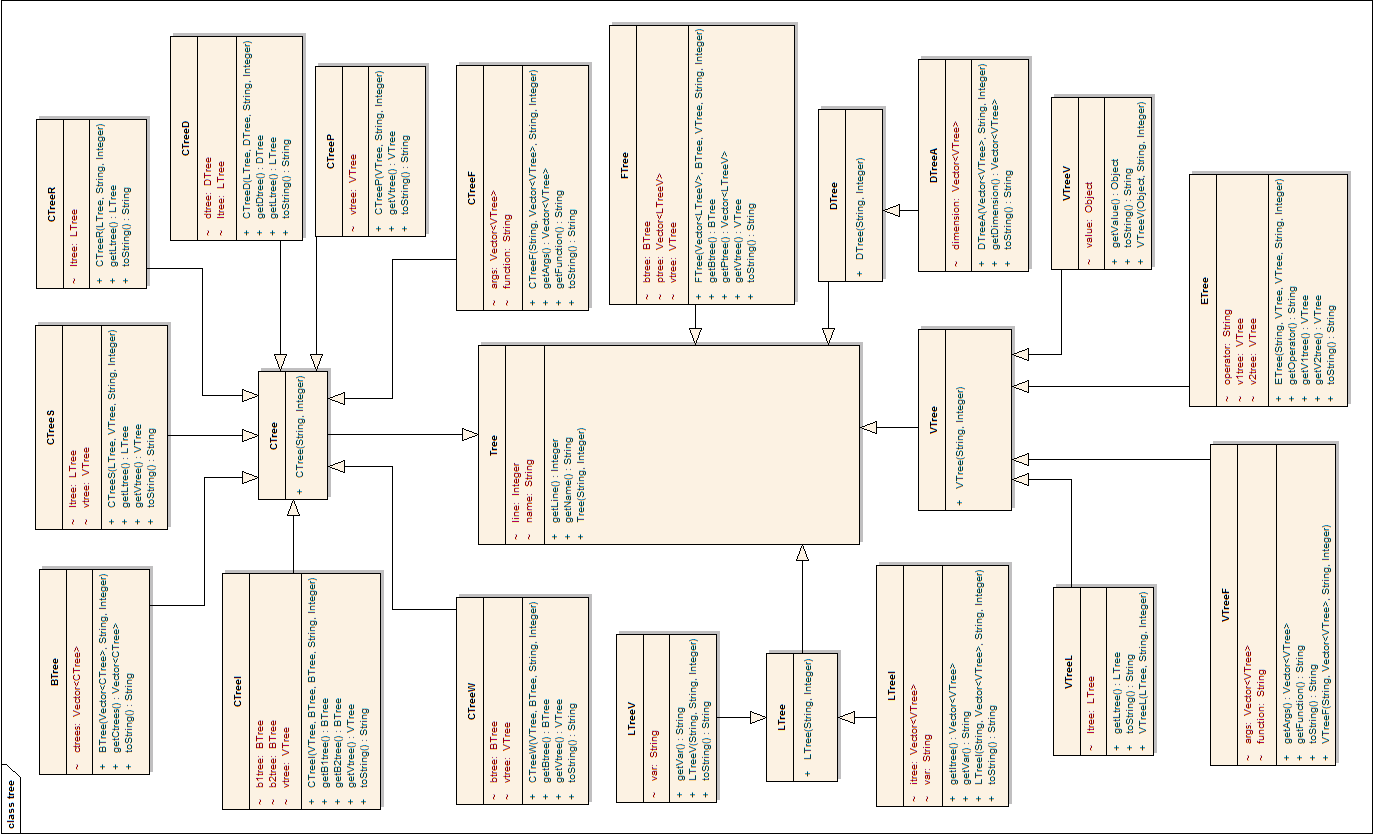 class tree
BTree
~ ctrees: Vector<CTree>
+ BTree(Vector<CTree>, String, Integer)
+ getCtrees() : Vector<CTree>
+ toString() : String
CTreeS
~ ltree: LTree
~ vtree: VTree
+ CTreeS(LTree, VTree, String, Integer)
+ getLtree() : LTree
+ getVtree() : VTree
+ toString() : String
CTreeR
~ ltree: LTree
+ CTreeR(LTree, String, Integer)
+ getLtree() : LTree
+ toString() : String
CTreeI
~ b1tree: BTree
~ b2tree: BTree
~ vtree: VTree
+ CTreeI(VTree, BTree, BTree, String, Integer)
+ getB1tree() : BTree
+ getB2tree() : BTree
+ getVtree() : VTree
+ toString() : String
CTree
+ CTree(String, Integer)
CTreeD
~ dtree: DTree
~ ltree: LTree
+ CTreeD(LTree, DTree, String, Integer)
+ getDtree() : DTree
+ getLtree() : LTree
+ toString() : String
CTreeP
~ vtree: VTree
+ CTreeP(VTree, String, Integer)
+ getVtree() : VTree
+ toString() : String
CTreeW
~ btree: BTree
~ vtree: VTree
+ CTreeW(VTree, BTree, String, Integer)
+ getBtree() : BTree
+ getVtree() : VTree
+ toString() : String
Tree
~ line: Integer
~ name: String
+ getLine() : Integer
+ getName() : String
+ Tree(String, Integer)
CTreeF
~ args: Vector<VTree>
~ function: String
+ CTreeF(String, Vector<VTree>, String, Integer)
+ getArgs() : Vector<VTree>
+ getFunction() : String
+ toString() : String
LTreeV
~ var: String
+ getVar() : String
+ LTreeV(String, String, Integer)
+ toString() : String
FTree
~ btree: BTree
~ ptree: Vector<LTreeV>
~ vtree: VTree
+ FTree(Vector<LTreeV>, BTree, VTree, String, Integer)
+ getBtree() : BTree
+ getPtree() : Vector<LTreeV>
+ getVtree() : VTree
+ toString() : String
LTree
+ LTree(String, Integer)
DTree
+ DTree(String, Integer)
LTreeI
~ itree: Vector<VTree>
~ var: String
+ getItree() : Vector<VTree>
+ getVar() : String
+ LTreeI(String, Vector<VTree>, String, Integer)
+ toString() : String
VTree
+ VTree(String, Integer)
DTreeA
~ dimension: Vector<VTree>
+ DTreeA(Vector<VTree>, String, Integer)
+ getDimension() : Vector<VTree>
+ toString() : String
VTreeL
~ ltree: LTree
+ getLtree() : LTree
+ toString() : String
+ VTreeL(LTree, String, Integer)
VTreeV
~ value: Object
+ getValue() : Object
+ toString() : String
+ VTreeV(Object, String, Integer)
VTreeF
~ args: Vector<VTree>
~ function: String
+ getArgs() : Vector<VTree>
+ getFunction() : String
+ toString() : String
+ VTreeF(String, Vector<VTree>, String, Integer)
ETree
~ operator: String
~ v1tree: VTree
~ v2tree: VTree
+ ETree(String, VTree, VTree, String, Integer)
+ getOperator() : String
+ getV1tree() : VTree
+ getV2tree() : VTree
+ toString() : String